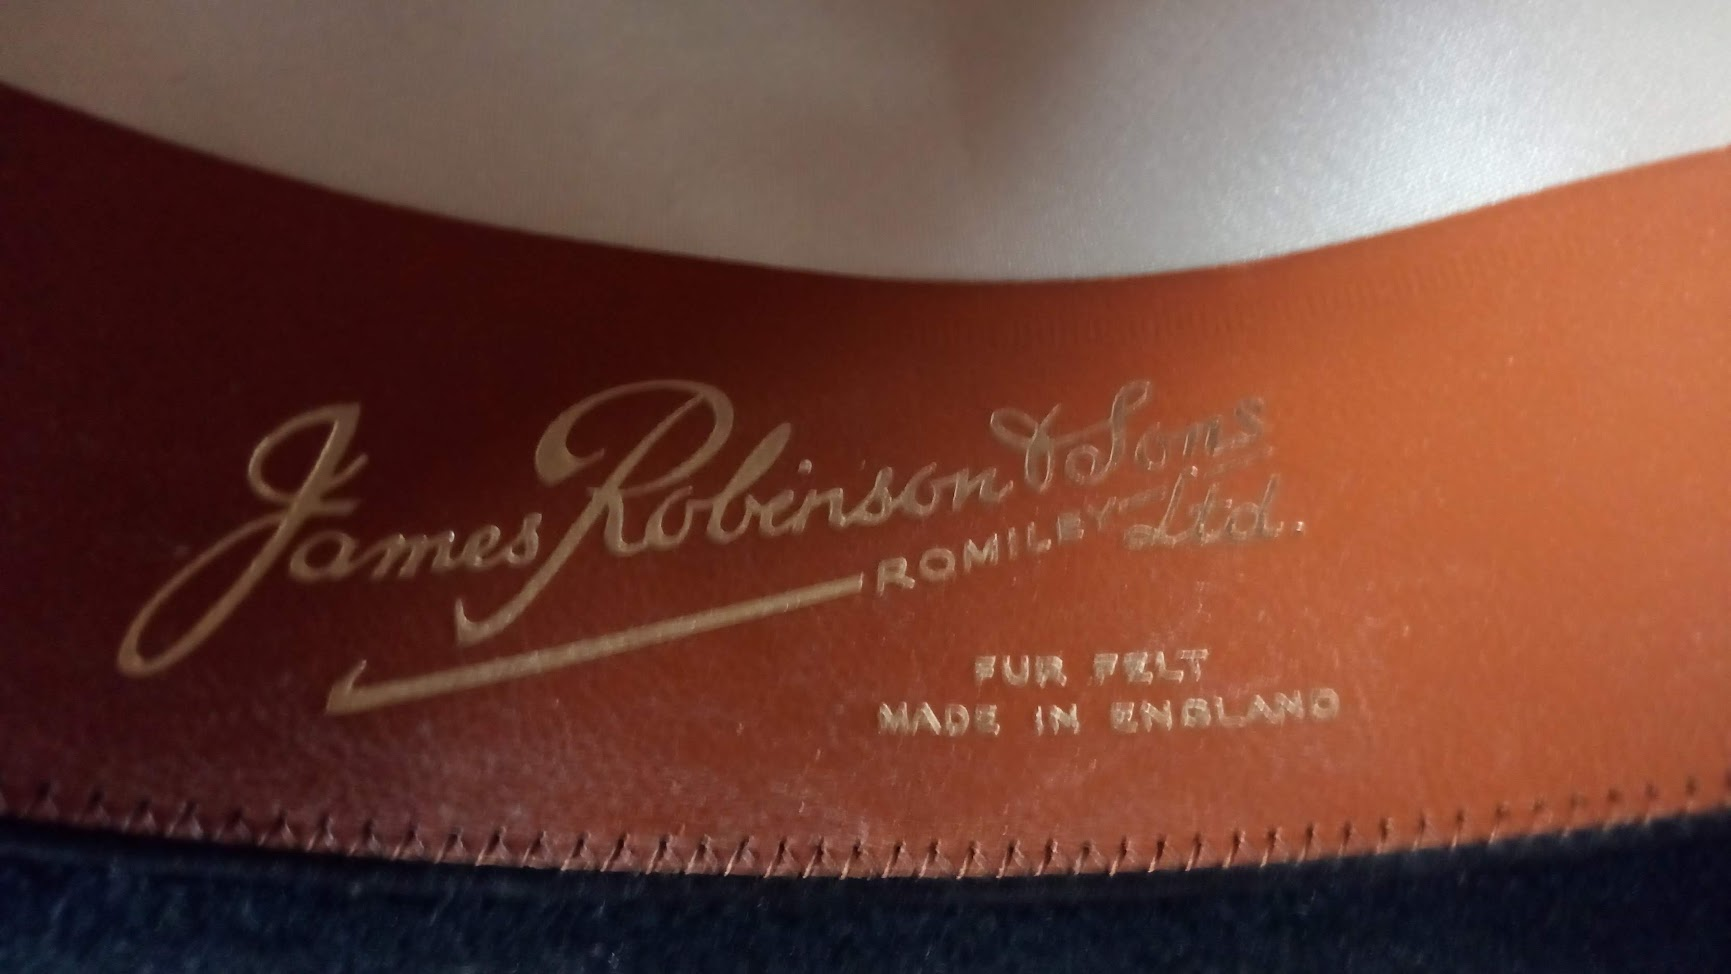 James Robinson & Sons
Ltd.
ROMILEY
FUR FELT
MADE IN ENGLAND